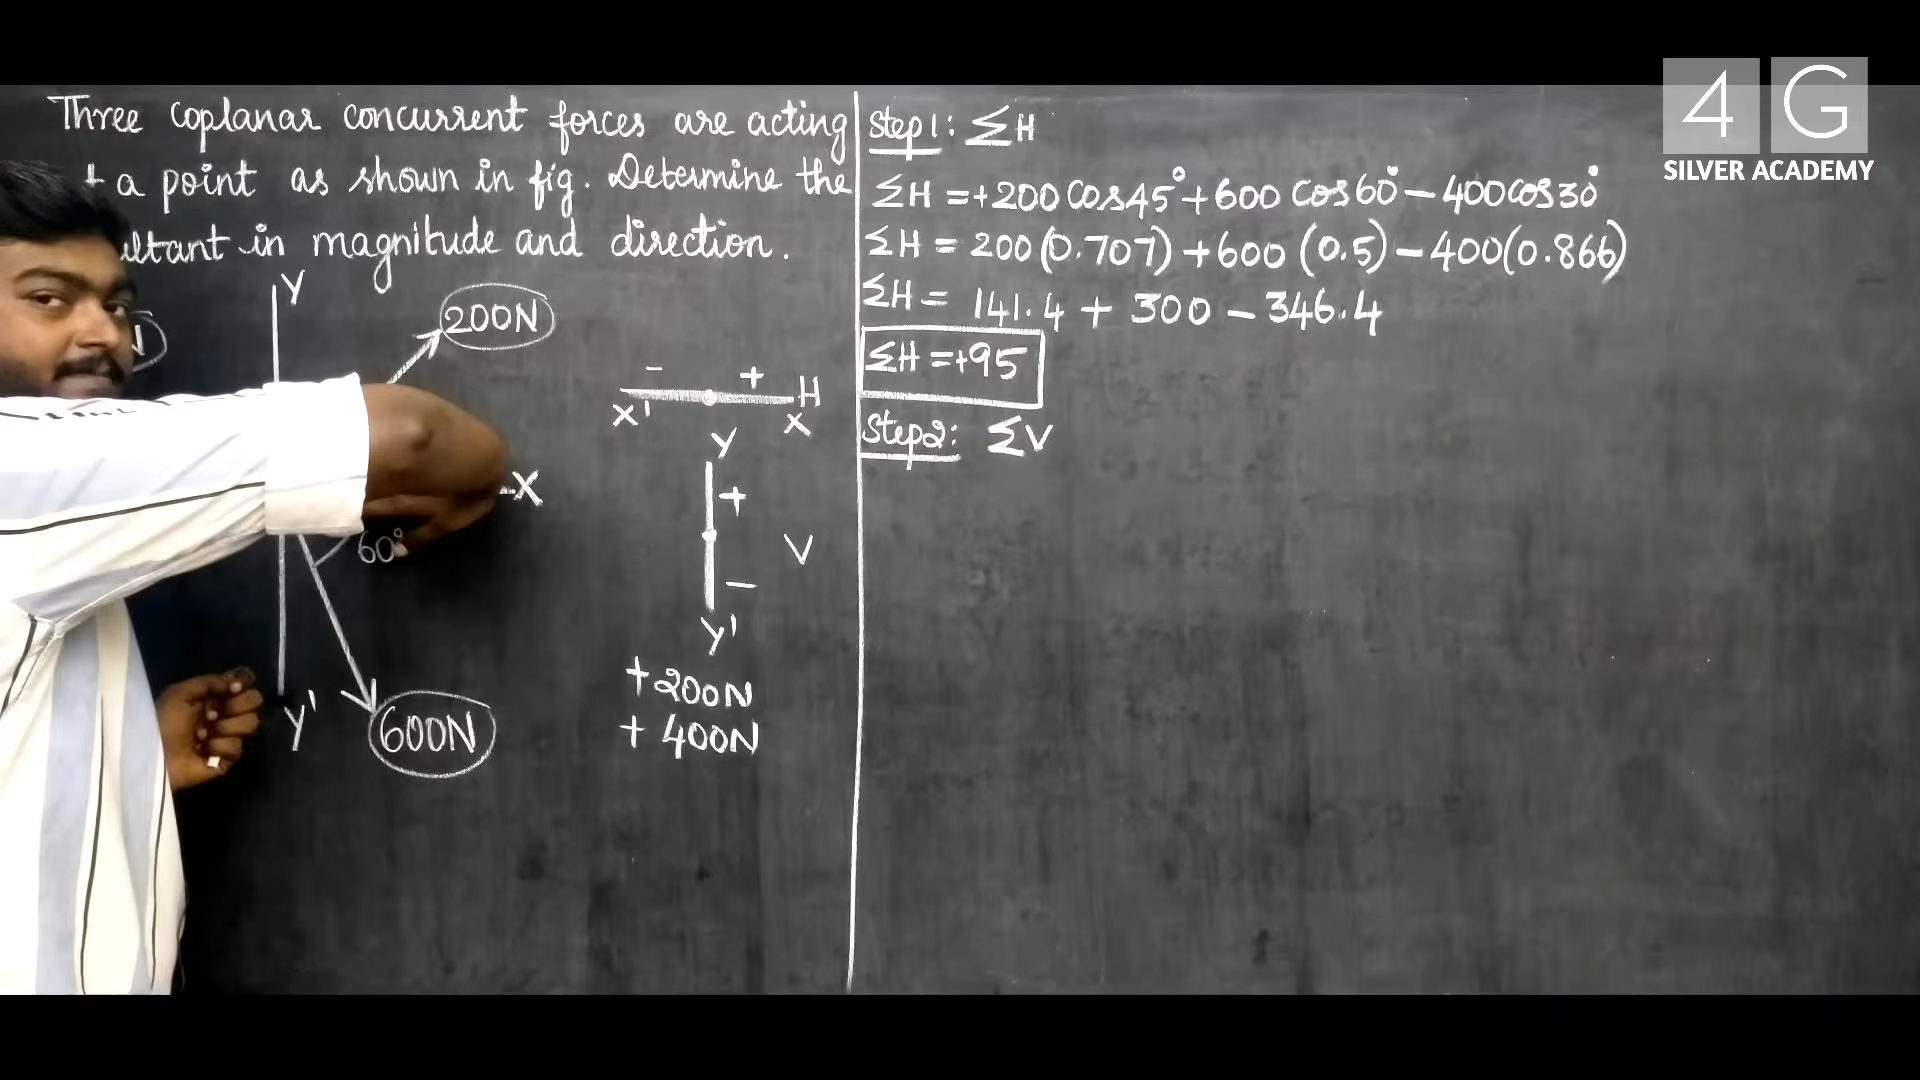 Three coplanar concurrent forces are acting
a point as shown in fig. Determine the
ultant in magnitude and direction.
Y
200N
N
X
60°
Y'
600N
- +
H
X' X
Y
+
V
-
Y'
+200N
+ 400N
Step1: ΣH
ΣH = +200 cos45° + 600 cos60° - 400cos30°
ΣH = 200(0.707) + 600 (0.5) - 400(0.866)
ΣH = 141.4 + 300 - 346.4
ΣH = +95
Step2: ΣV
4G
SILVER ACADEMY